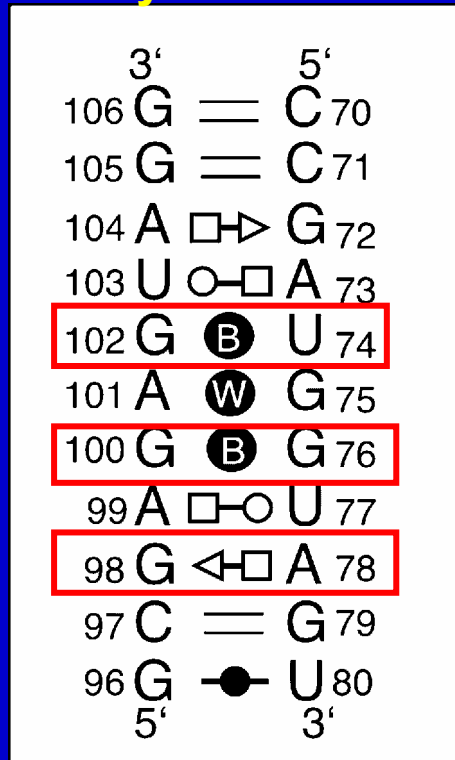 3‘ 5‘
106 G C 70
105 G C 71
104 A G 72
103 U A 73
102 G B U 74
101 A W G 75
100 G B G 76
99 A U 77
98 G A 78
97 C G 79
96 G U 80
5‘ 3‘